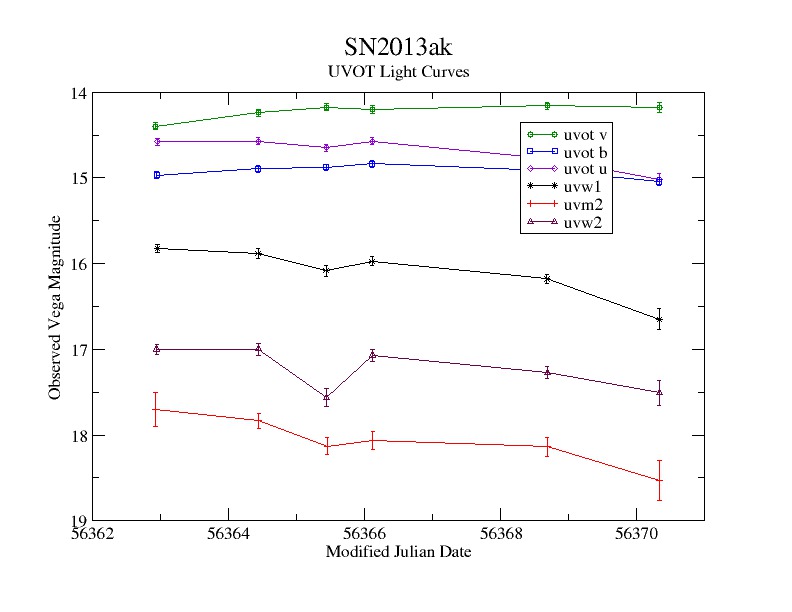 SN2013ak
UVOT Light Curves
14
15
16
17
18
19
Observed Vega Magnitude
uvot v
uvot b
uvot u
uvw1
uvm2
uvw2
56362
56364
56366
56368
56370
Modified Julian Date